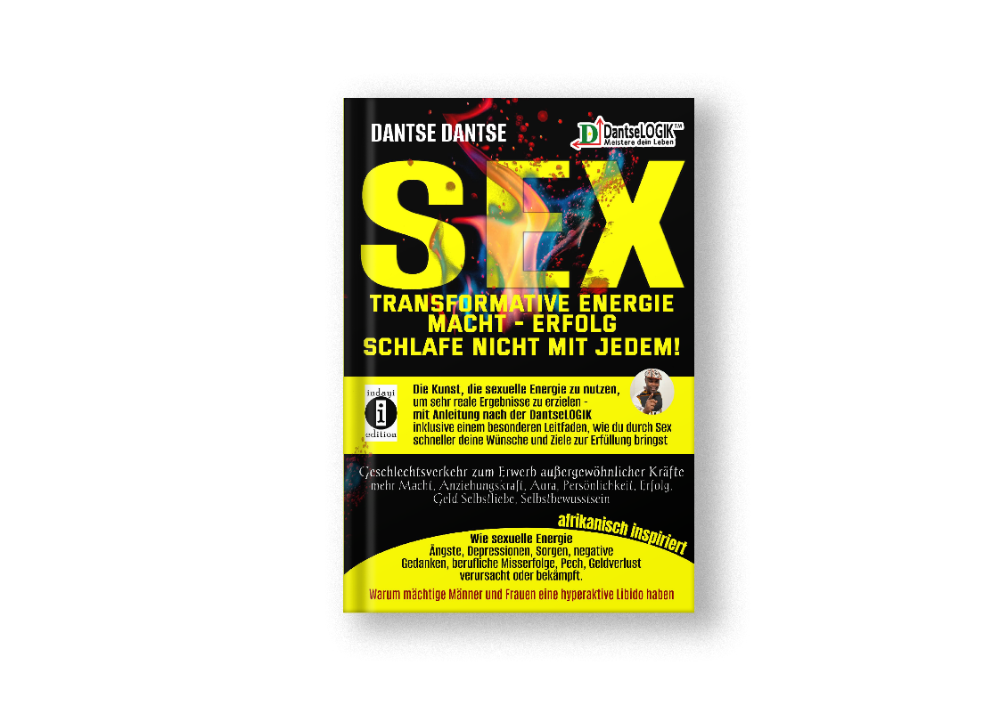 DANTSE DANTSE
D DantseLOGIK™
Meistere dein Leben
SEX
TRANSFORMATIVE ENERGIE
MACHT - ERFOLG
SCHLAFE NICHT MIT JEDEM!
indayi
i
edition
Die Kunst, die sexuelle Energie zu nutzen,
um sehr reale Ergebnisse zu erzielen -
mit Anleitung nach der DantseLOGIK
inklusive einem besonderen Leitfaden, wie du durch Sex
schneller deine Wünsche und Ziele zur Erfüllung bringst
Geschlechtsverkehr zum Erwerb außergewöhnlicher Kräfte
mehr Macht, Anziehungskraft, Aura, Persönlichkeit, Erfolg,
Geld Selbstliebe, Selbstbewusstsein
afrikanisch inspiriert
Wie sexuelle Energie
Ängste, Depressionen, Sorgen, negative
Gedanken, berufliche Misserfolge, Pech, Geldverlust
verursacht oder bekämpft.
Warum mächtige Männer und Frauen eine hyperaktive Libido haben